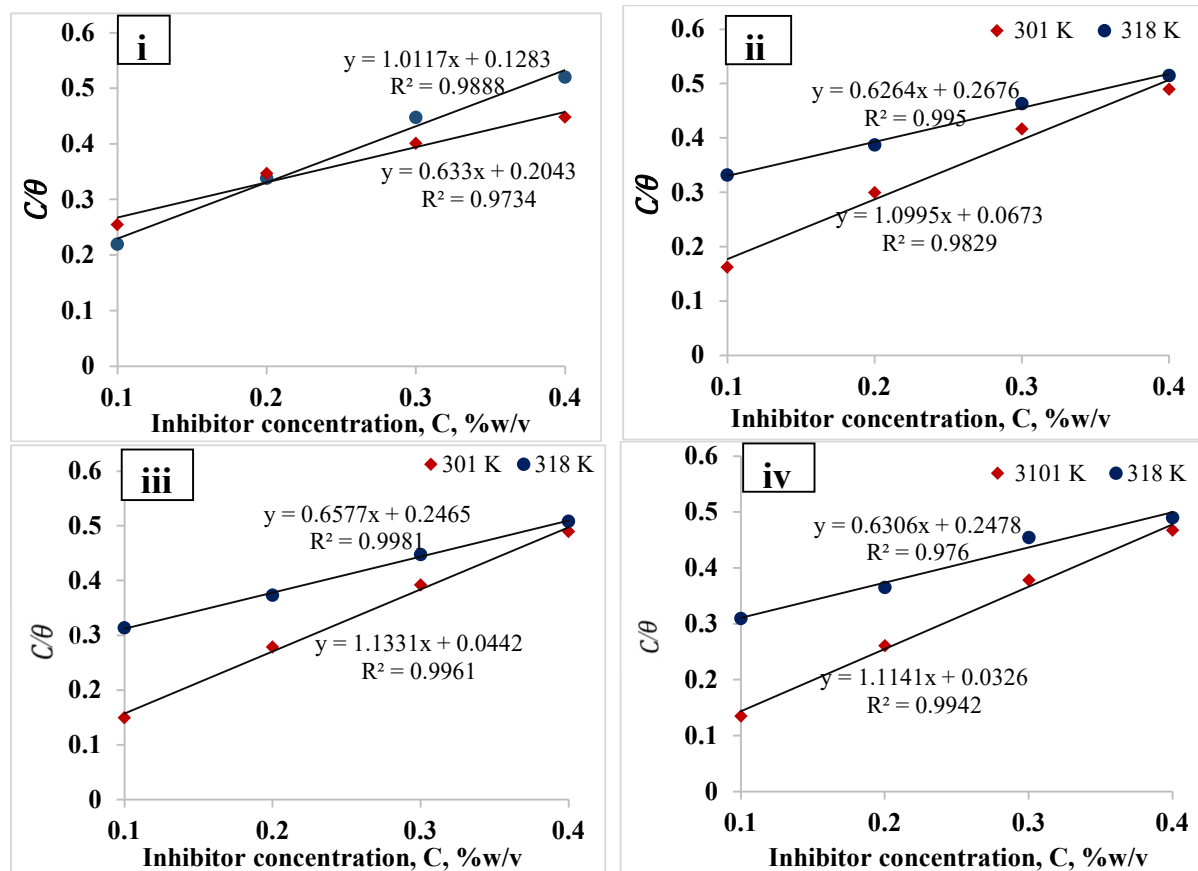 i
0.6
0.5
0.4
0.3
0.2
0.1
0
C/θ
y = 1.0117x + 0.1283
R² = 0.9888
y = 0.633x + 0.2043
R² = 0.9734
0.1 0.2 0.3 0.4
Inhibitor concentration, C, %w/v
ii
301 K 318 K
0.6
0.5
0.4
0.3
0.2
0.1
0
C/θ
y = 0.6264x + 0.2676
R² = 0.995
y = 1.0995x + 0.0673
R² = 0.9829
0.1 0.2 0.3 0.4
Inhibitor concentration, C, %w/v
iii
301 K 318 K
0.6
0.5
0.4
0.3
0.2
0.1
0
C/θ
y = 0.6577x + 0.2465
R² = 0.9981
y = 1.1331x + 0.0442
R² = 0.9961
0.1 0.2 0.3 0.4
Inhibitor concentration, C, %w/v
iv
3101 K 318 K
0.6
0.5
0.4
0.3
0.2
0.1
0
C/θ
y = 0.6306x + 0.2478
R² = 0.976
y = 1.1141x + 0.0326
R² = 0.9942
0.1 0.2 0.3 0.4
Inhibitor concentration, C, %w/v